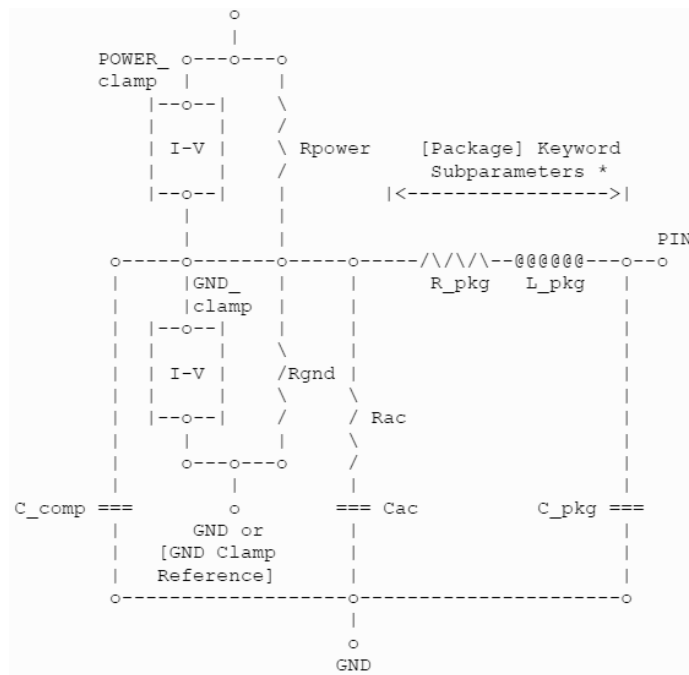 POWER_
clamp
I-V
Rpower
[Package] Keyword
Subparameters *
PIN
GND_
clamp
R_pkg L_pkg
I-V
Rgnd
Rac
C_comp
Cac
C_pkg
GND or
[GND Clamp
Reference]
GND